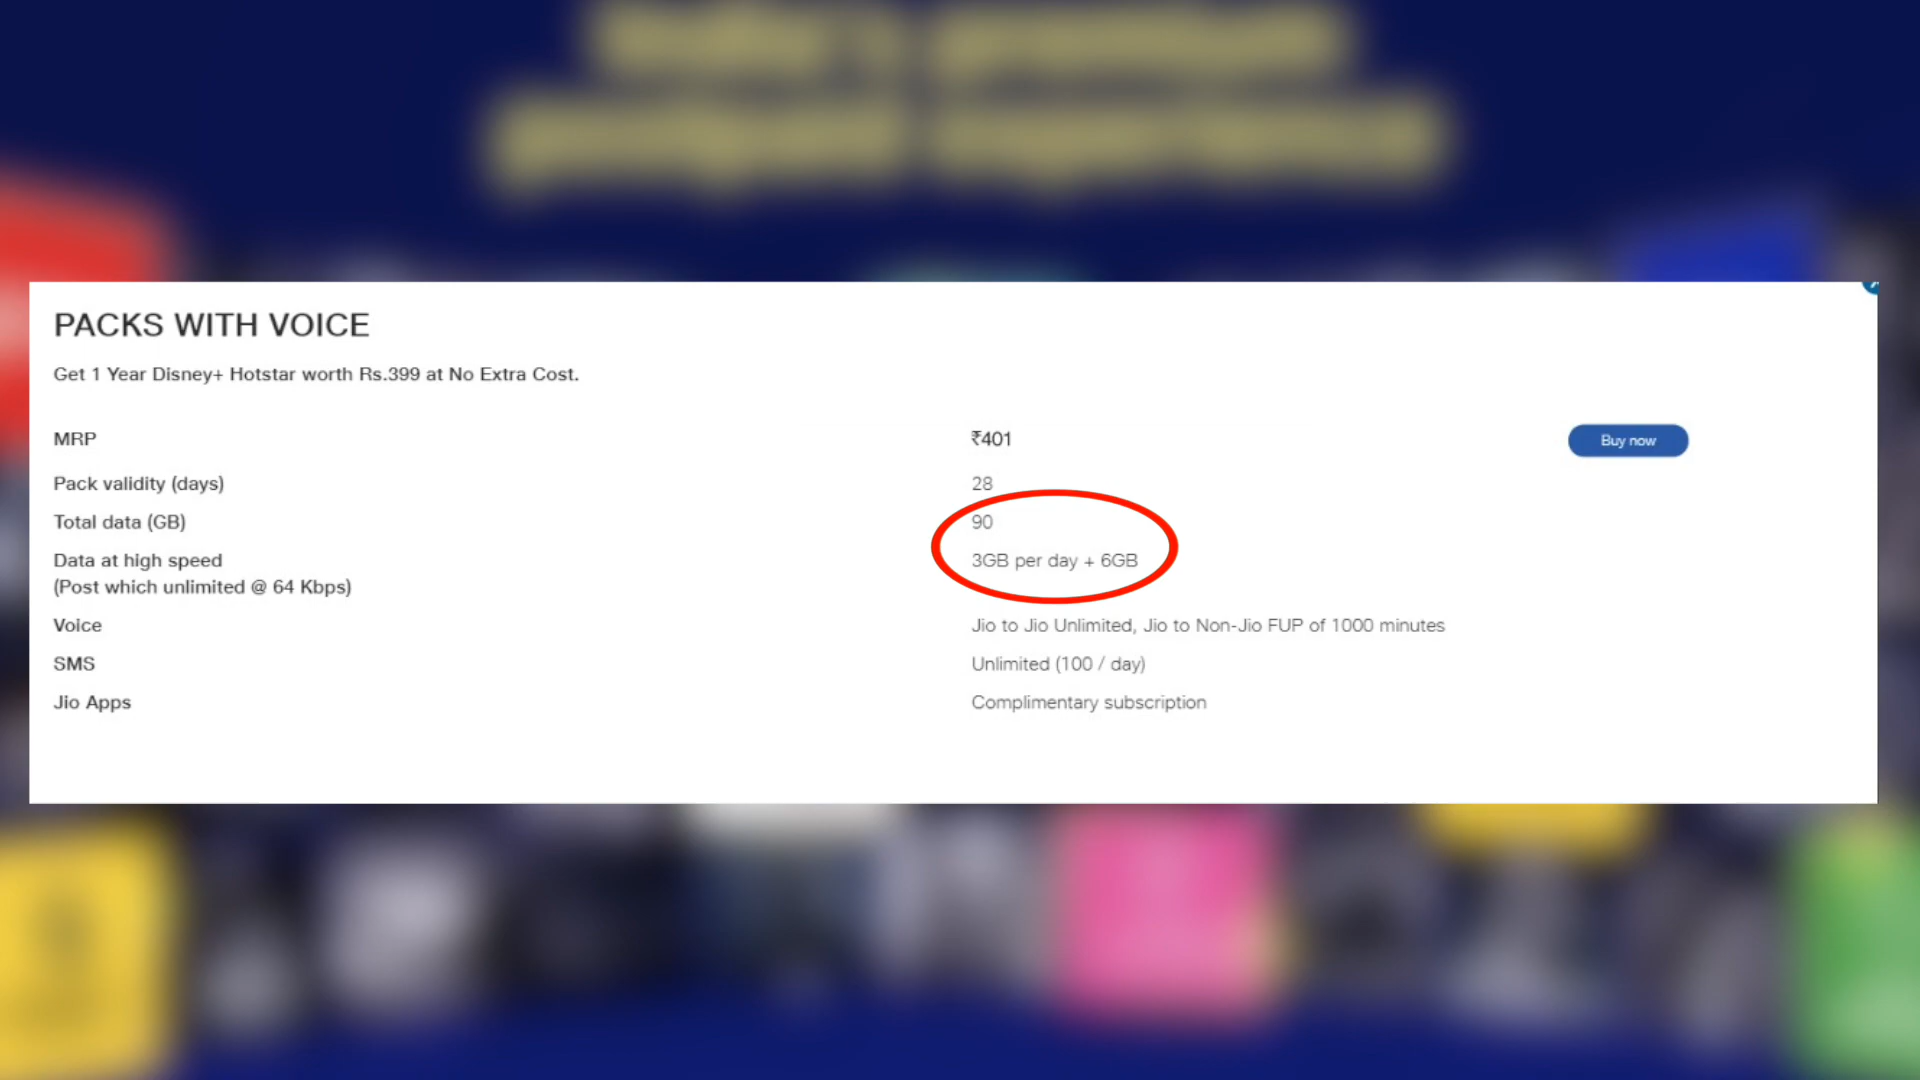 PACKS WITH VOICE
Get 1 Year Disney+ Hotstar worth Rs.399 at No Extra Cost.
MRP ₹401 Buy now
Pack validity (days) 28
Total data (GB) 90
Data at high speed 3GB per day + 6GB
(Post which unlimited @ 64 Kbps)
Voice Jio to Jio Unlimited, Jio to Non-Jio FUP of 1000 minutes
SMS Unlimited (100 / day)
Jio Apps Complimentary subscription